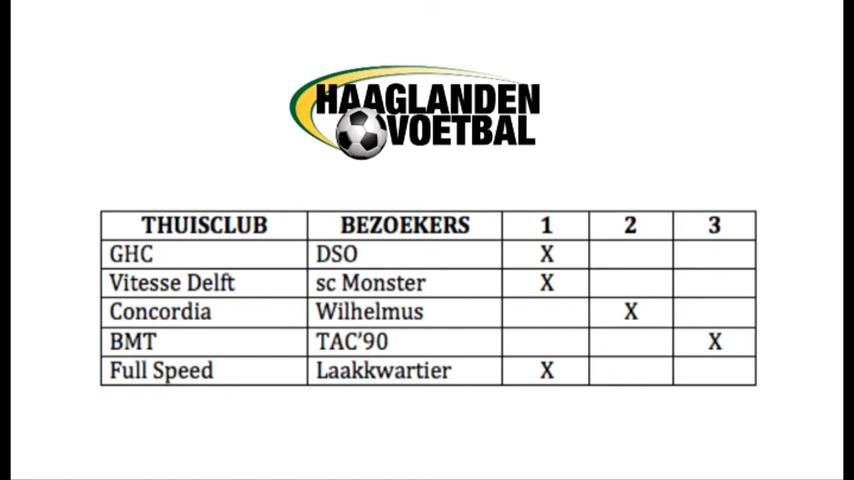 HAAGLANDEN
VOETBAL
THUISCLUB BEZOEKERS 1 2 3
GHC DSO X
Vitesse Delft sc Monster X
Concordia Wilhelmus X
BMT TAC’90 X
Full Speed Laakkwartier X